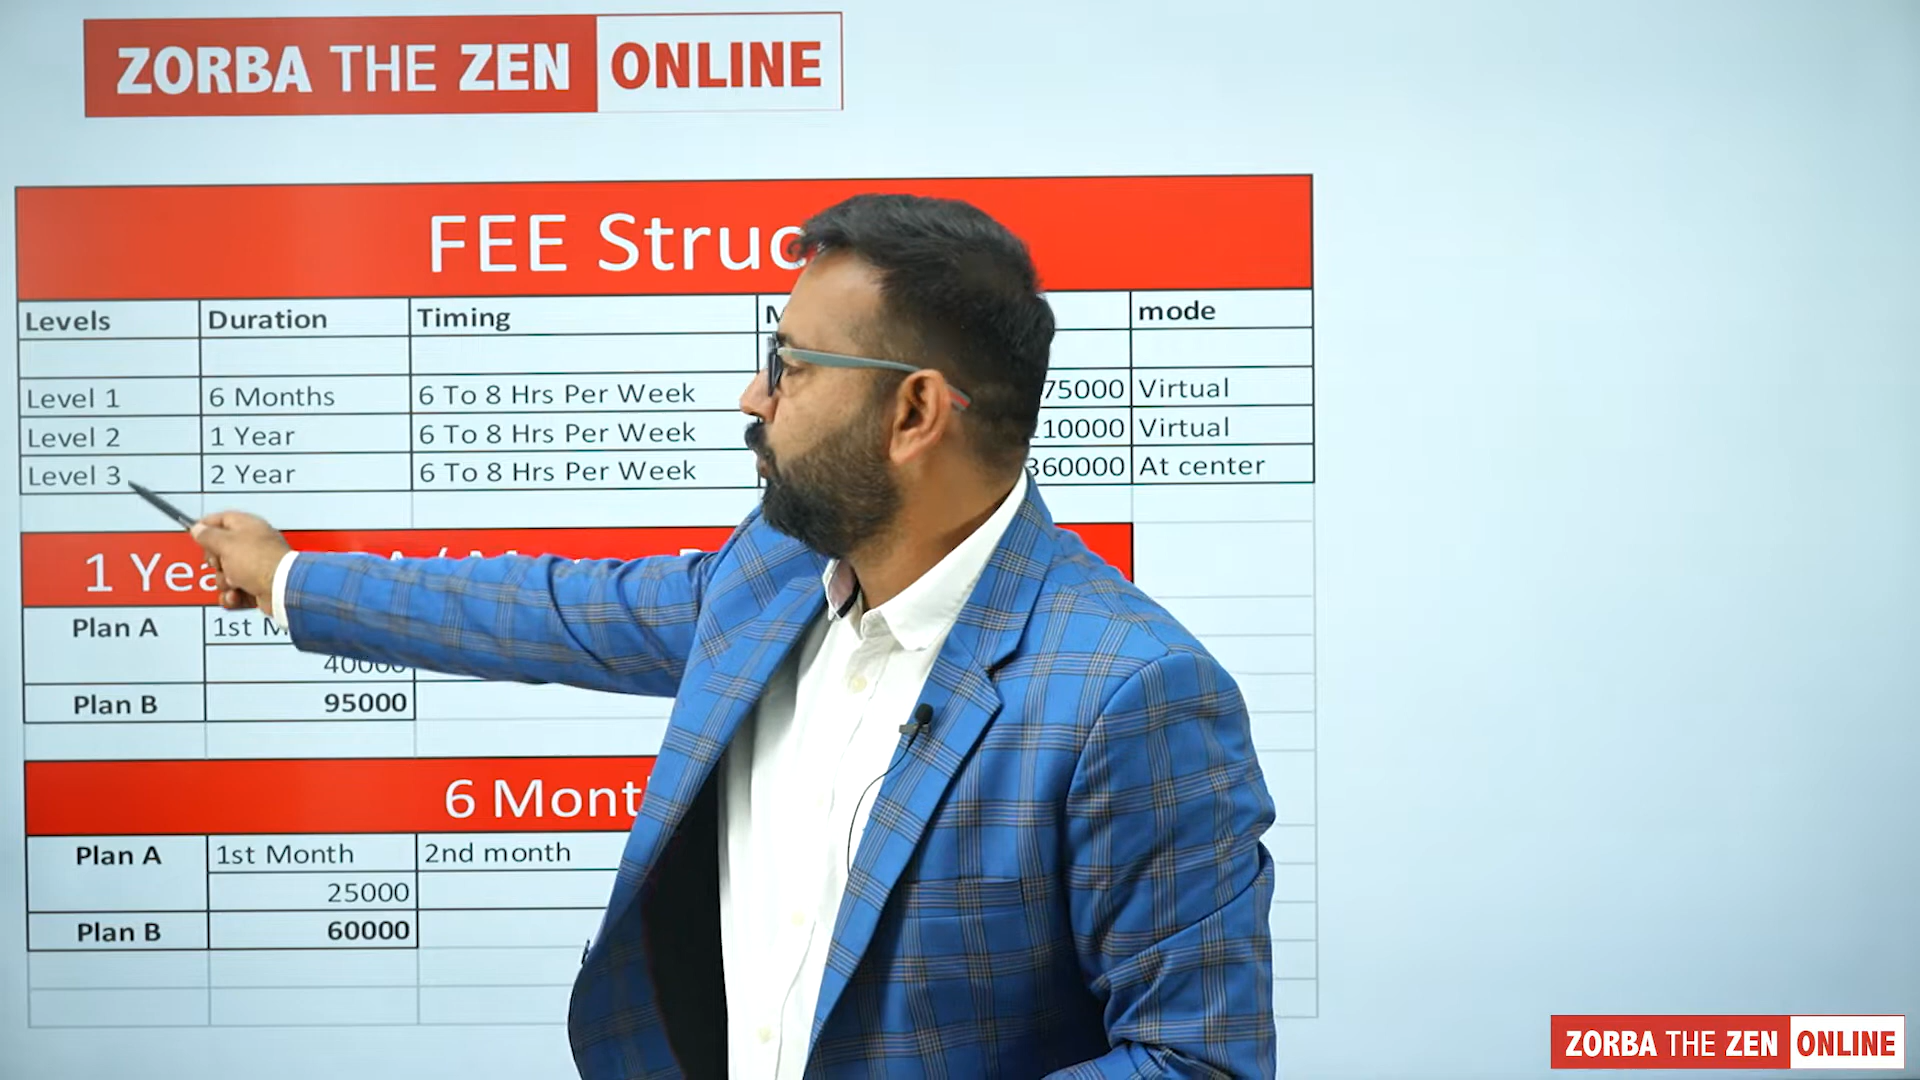 ZORBA THE ZEN ONLINE
FEE
Levels Duration Timing mode
Level 1 6 Months 6 To 8 Hrs Per Week 75000 Virtual
Level 2 1 Year 6 To 8 Hrs Per Week 10000 Virtual
Level 3 2 Year 6 To 8 Hrs Per Week 360000 At center
1
Plan A 1st
40000
Plan B 95000
6
Plan A 1st Month 2nd month
25000
Plan B 60000
ZORBA THE ZEN ONLINE